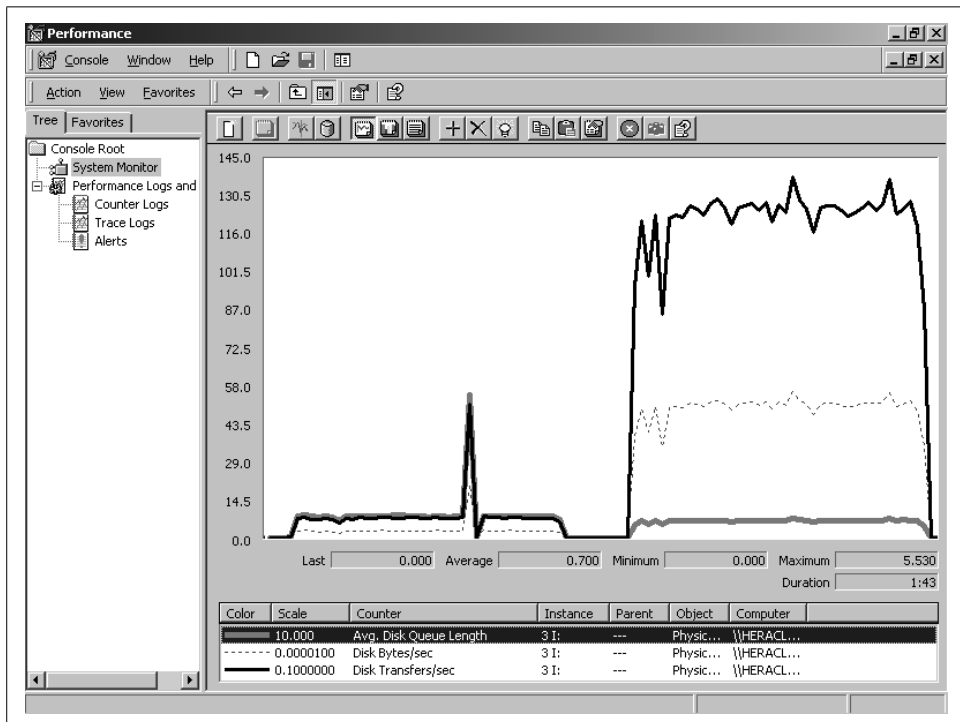 Performance
Console Window Help
Action View Favorites
Tree Favorites
Console Root
System Monitor
Performance Logs and
Counter Logs
Trace Logs
Alerts
145.0
130.5
116.0
101.5
87.0
72.5
58.0
43.5
29.0
14.5
0.0
Last 0.000 Average 0.700 Minimum 0.000 Maximum 5.530
Duration 1:43
Color Scale Counter Instance Parent Object Computer
10.000 Avg. Disk Queue Length 3 I: --- Physic... \\HERACL...
0.0000100 Disk Bytes/sec 3 I: --- Physic... \\HERACL...
0.1000000 Disk Transfers/sec 3 I: --- Physic... \\HERACL...